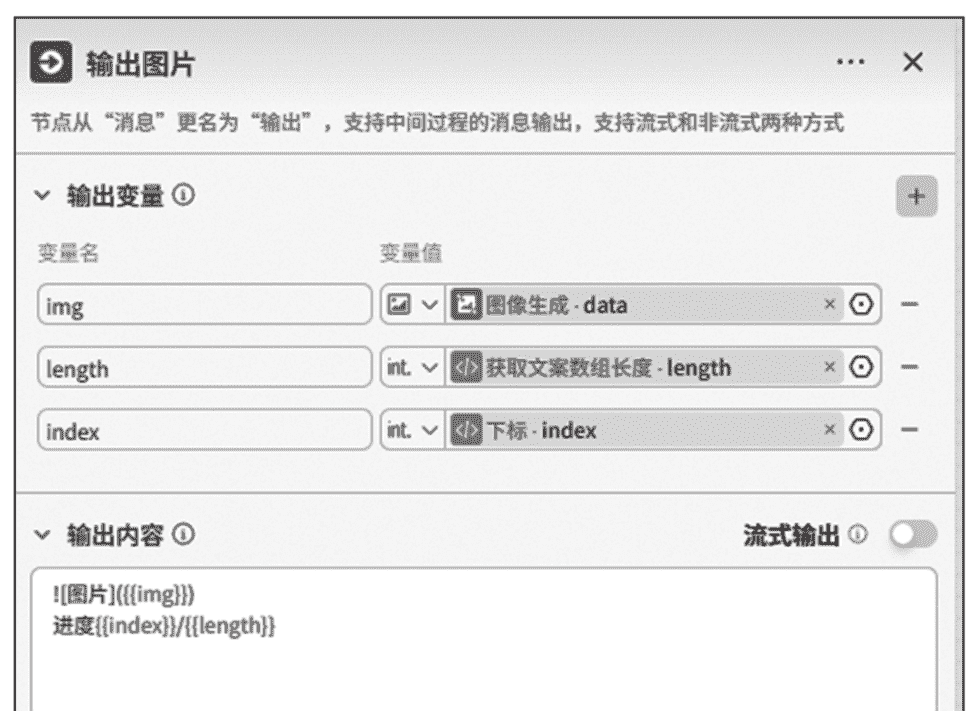 输出图片
节点从“消息”更名为“输出”，支持中间过程的消息输出，支持流式和非流式两种方式
输出变量
变量名 变量值
img 图像生成 · data
length int. 获取文案数组长度 · length
index int. 下标 · index
输出内容 流式输出
![图片]({{img}})
进度{{index}}/{{length}}